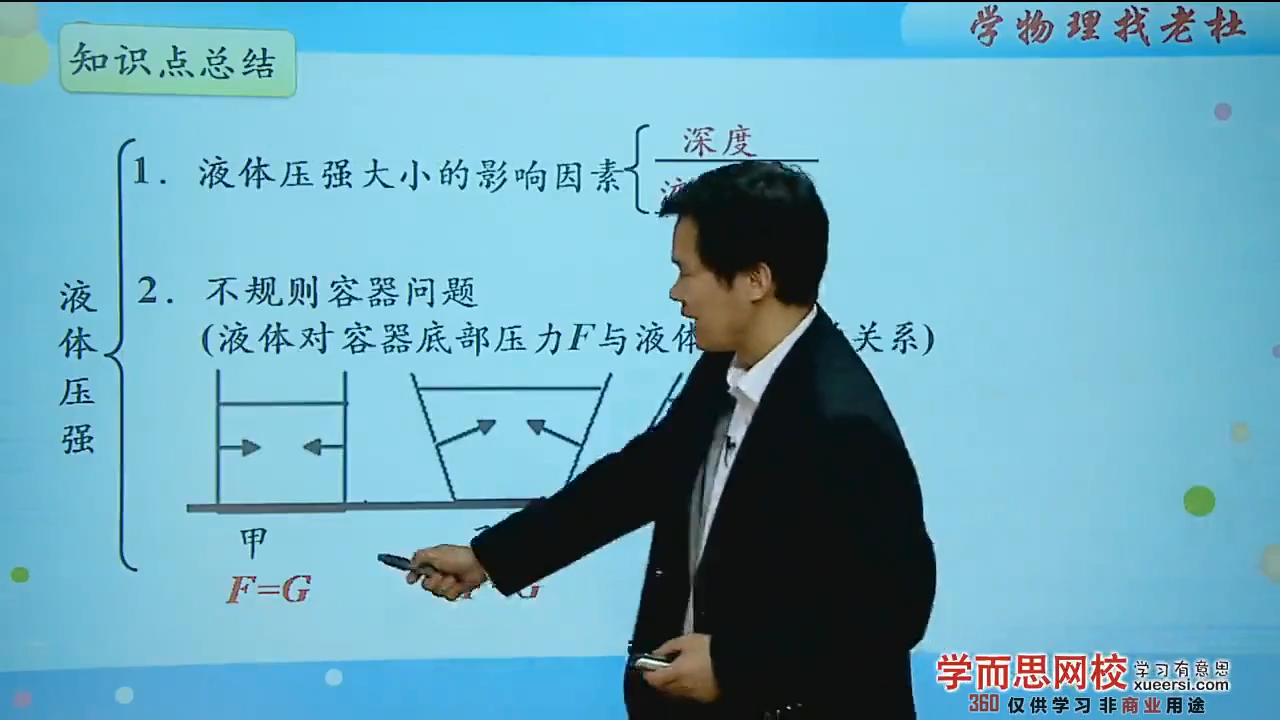 学物理找老杜
知识点总结
液体压强
1. 液体压强大小的影响因素
深度
2. 不规则容器问题
(液体对容器底部压力F与液体 关系)
甲
F=G
G
学而思网校
学习有意思
xueersi.com
360 仅供学习 非商业用途